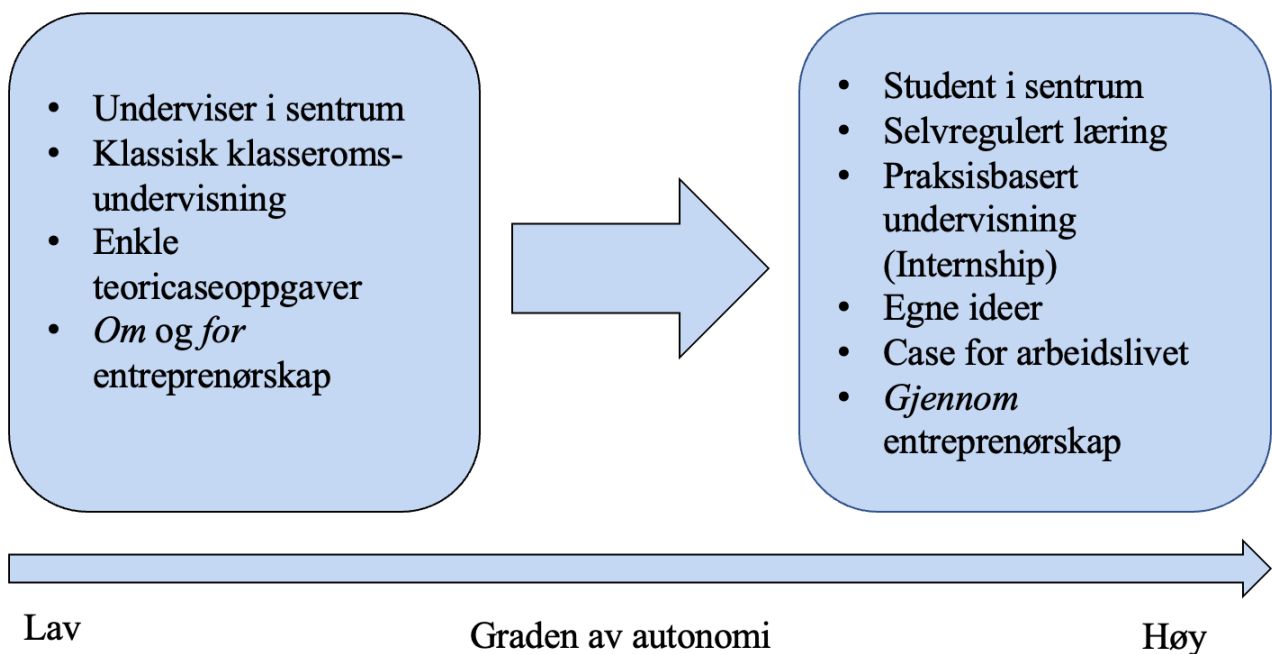 • Underviser i sentrum
• Klassisk klasseroms-
undervisning
• Enkle
teoricaseoppgaver
• Om og for
entreprenørskap
• Student i sentrum
• Selvregulert læring
• Praksisbasert
undervisning
(Internship)
• Egne ideer
• Case for arbeidslivet
• Gjennom
entreprenørskap
Lav
Graden av autonomi
Høy